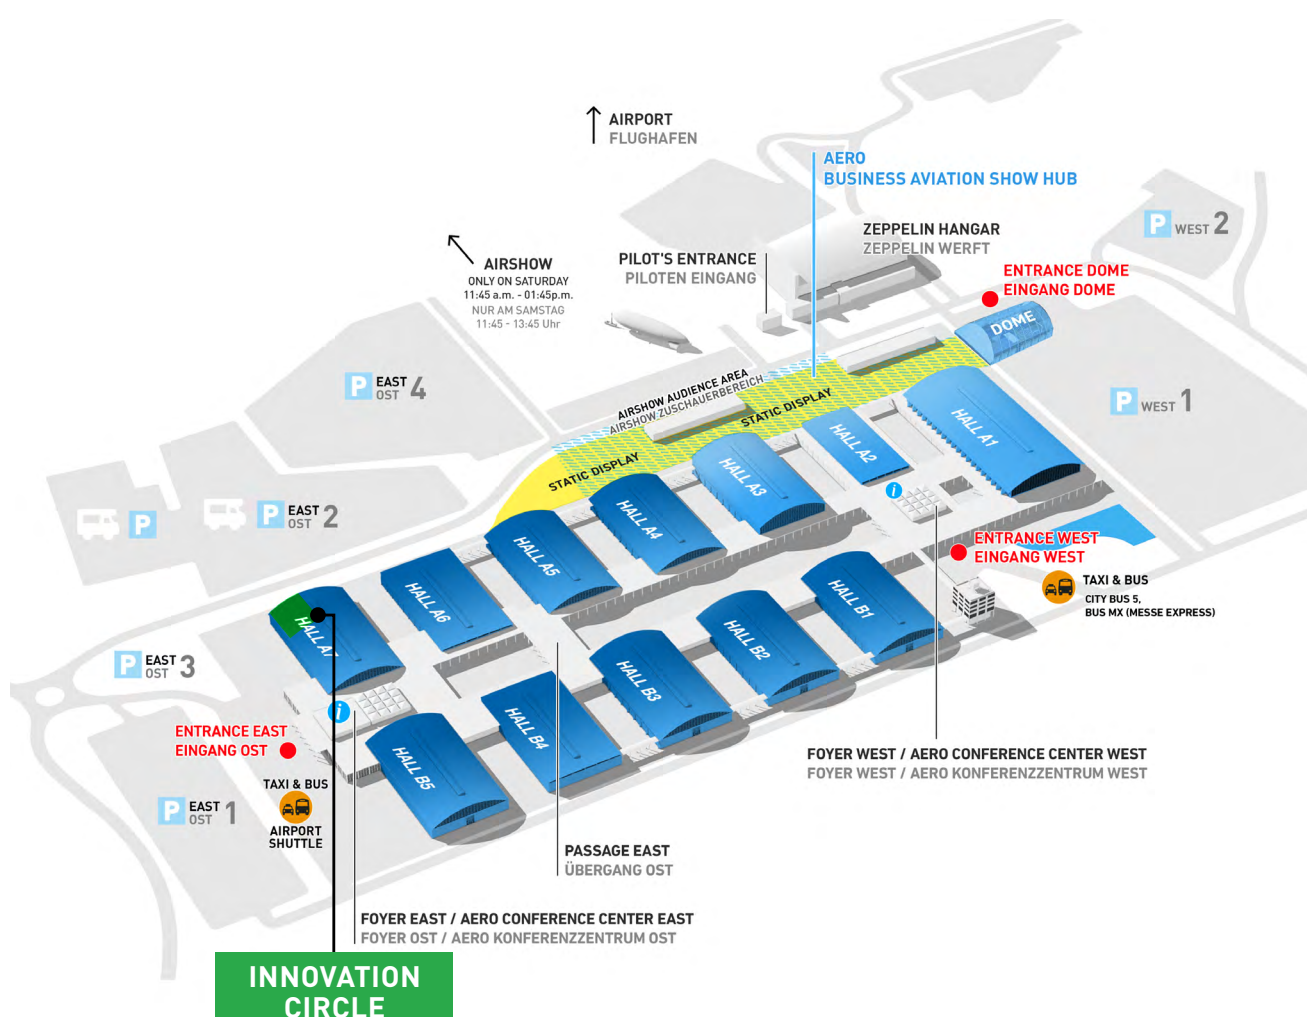 AIRPORT
FLUGHAFEN
AERO
BUSINESS AVIATION SHOW HUB
P WEST 2
ZEPPELIN HANGAR
ZEPPELIN WERFT
PILOT'S ENTRANCE
PILOTEN EINGANG
AIRSHOW
ONLY ON SATURDAY
11:45 a.m. - 01:45p.m.
NUR AM SAMSTAG
11:45 - 13:45 Uhr
ENTRANCE DOME
EINGANG DOME
DOME
P EAST 4
OST
AIRSHOW AUDIENCE AREA
AIRSHOW ZUSCHAUERBEREICH
STATIC DISPLAY
STATIC DISPLAY
P WEST 1
HALL A1
HALL A2
HALL A3
HALL A4
HALL A5
HALL A6
HALL A7
i
P
P EAST 2
OST
ENTRANCE WEST
EINGANG WEST
TAXI & BUS
CITY BUS 5,
BUS MX (MESSE EXPRESS)
HALL B1
HALL B2
HALL B3
HALL B4
HALL B5
P EAST 3
OST
i
ENTRANCE EAST
EINGANG OST
TAXI & BUS
AIRPORT
SHUTTLE
P EAST 1
OST
FOYER WEST / AERO CONFERENCE CENTER WEST
FOYER WEST / AERO KONFERENZZENTRUM WEST
PASSAGE EAST
ÜBERGANG OST
FOYER EAST / AERO CONFERENCE CENTER EAST
FOYER OST / AERO KONFERENZZENTRUM OST
INNOVATION
CIRCLE